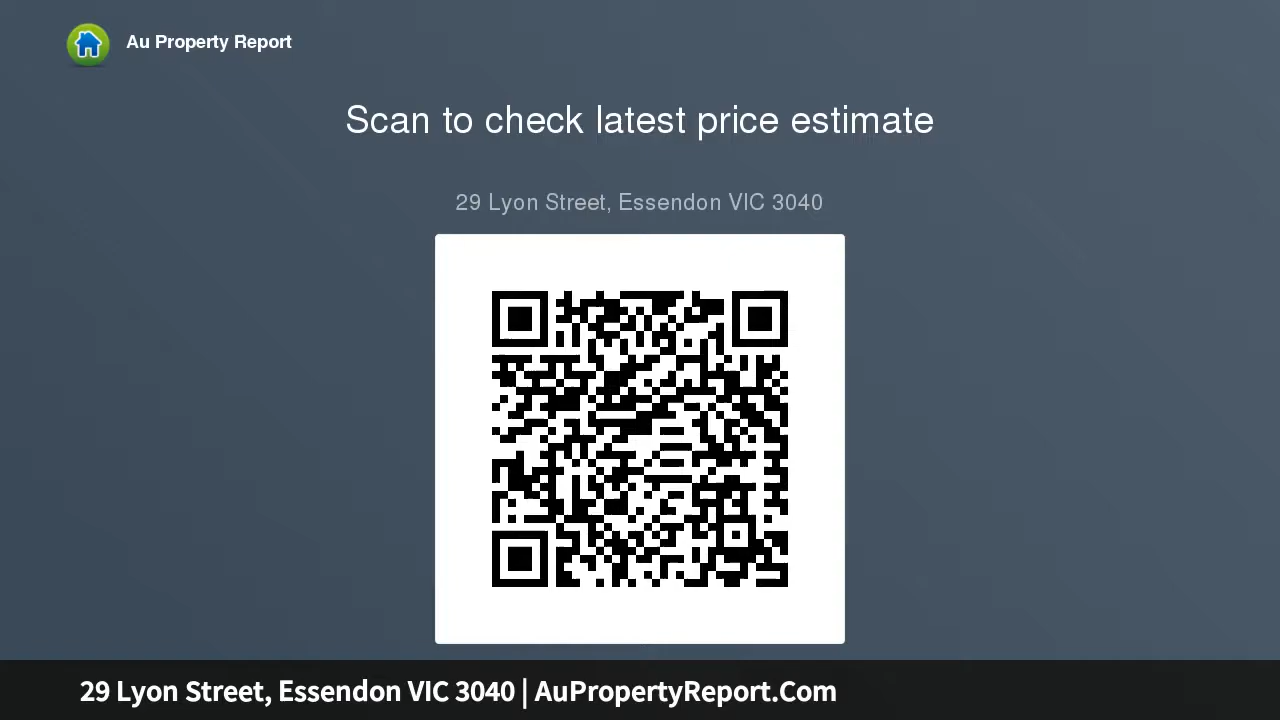 Au Property Report
Scan to check latest price estimate
29 Lyon Street, Essendon VIC 3040
29 Lyon Street, Essendon VIC 3040 | AuPropertyReport.Com